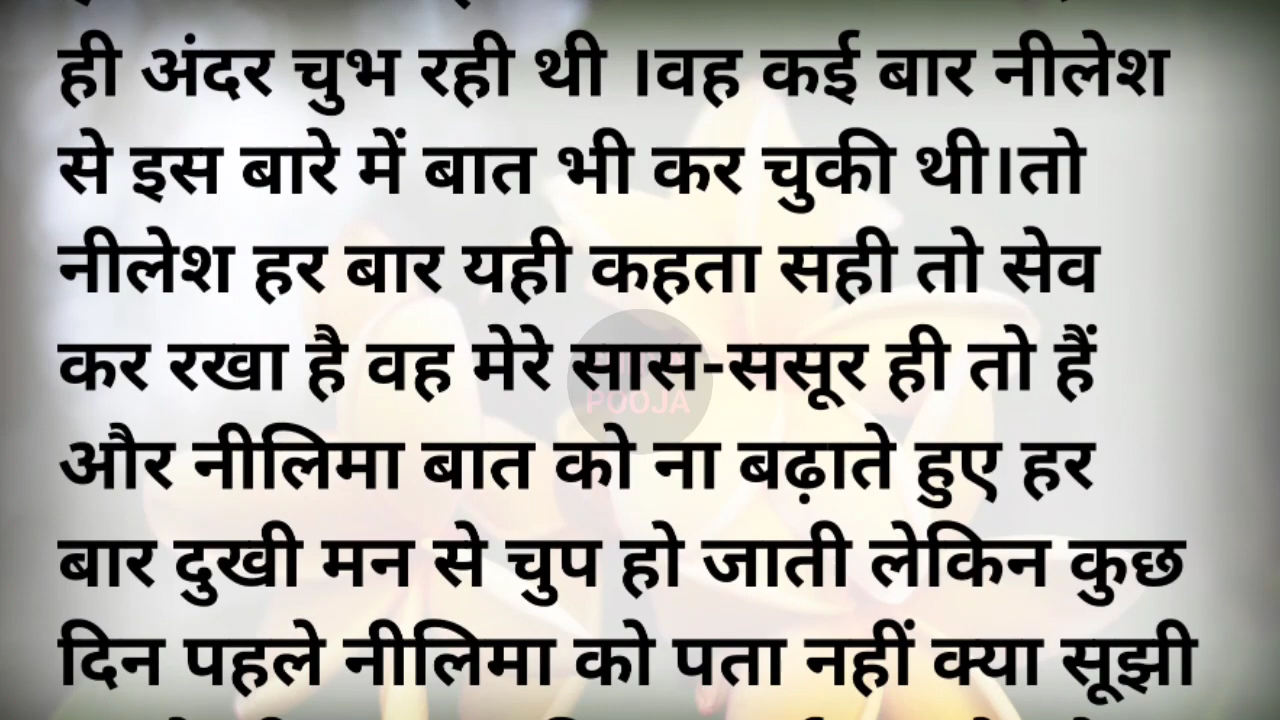 ही अंदर चुभ रही थी ।वह कई बार नीलेश
से इस बारे में बात भी कर चुकी थी।तो
नीलेश हर बार यही कहता सही तो सेव
कर रखा है वह मेरे सास-ससूर ही तो हैं
POOJA
और नीलिमा बात को ना बढ़ाते हुए हर
बार दुखी मन से चुप हो जाती लेकिन कुछ
दिन पहले नीलिमा को पता नहीं क्या सूझी